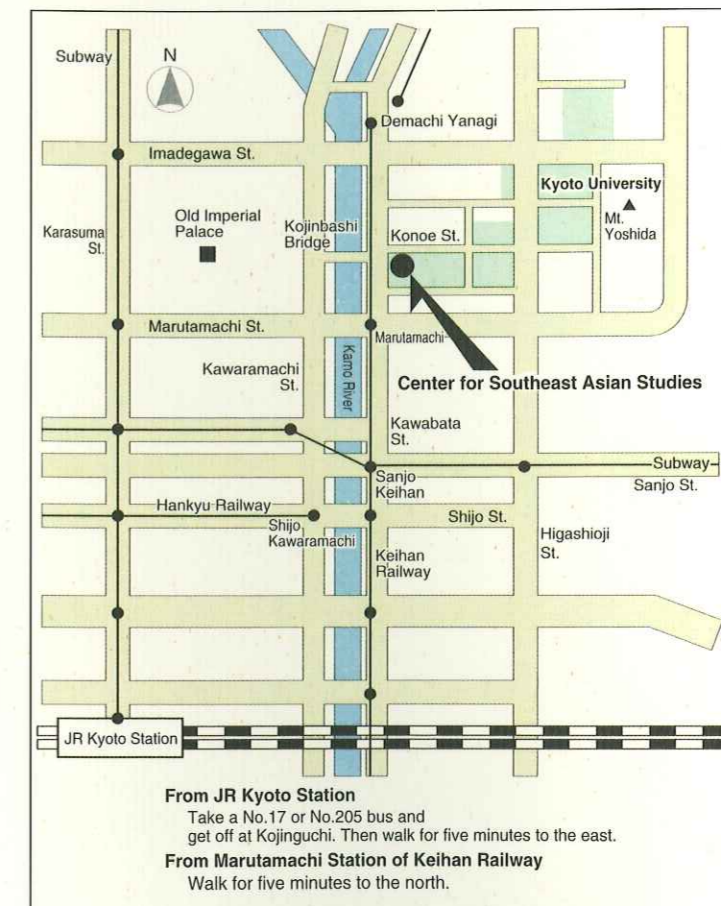 Subway
N
Demachi Yanagi
Imadegawa St.
Kyoto University
Mt.
Yoshida
Old Imperial
Palace
Karasuma
St.
Kojinbashi
Bridge
Konoe St.
Marutamachi St.
Marutamachi
Kawaramachi
St.
Kamo River
Center for Southeast Asian Studies
Kawabata
St.
Subway
Sanjo St.
Sanjo
Keihan
Hankyu Railway
Shijo
Kawaramachi
Shijo St.
Higashioji
St.
Keihan
Railway
JR Kyoto Station
From JR Kyoto Station
Take a No.17 or No.205 bus and
get off at Kojinguchi. Then walk for five minutes to the east.
From Marutamachi Station of Keihan Railway
Walk for five minutes to the north.